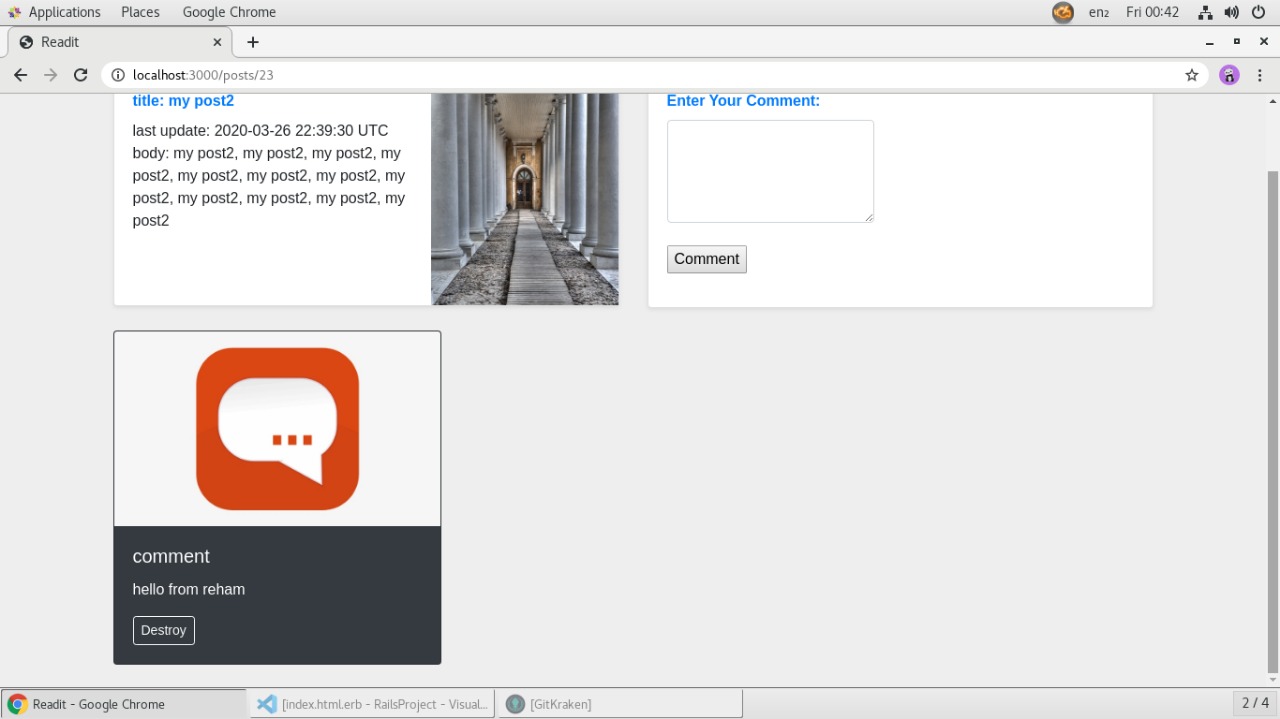 Applications Places Google Chrome en₂ Fri 00:42
Readit
localhost:3000/posts/23
title: my post2
last update: 2020-03-26 22:39:30 UTC
body: my post2, my post2, my post2, my
post2, my post2, my post2, my post2, my
post2, my post2, my post2, my post2, my
post2
Enter Your Comment:
Comment
comment
hello from reham
Destroy
Readit - Google Chrome
[index.html.erb - RailsProject - Visual...
[GitKraken]
2 / 4